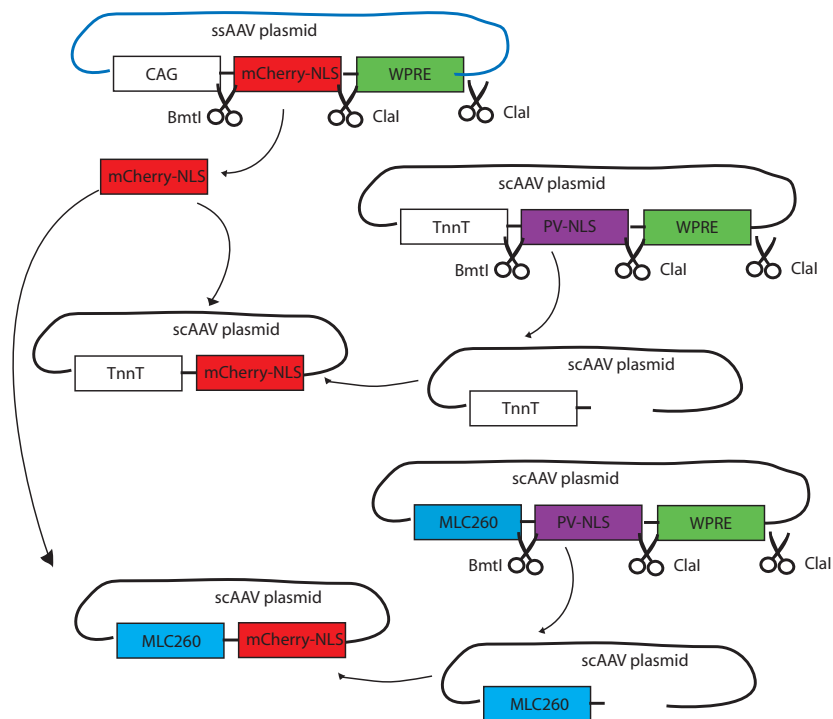 ssAAV plasmid
CAG
mCherry-NLS
WPRE
BmtI
ClaI
ClaI
mCherry-NLS
scAAV plasmid
TnnT
PV-NLS
WPRE
BmtI
ClaI
ClaI
scAAV plasmid
TnnT
mCherry-NLS
scAAV plasmid
TnnT
scAAV plasmid
MLC260
PV-NLS
WPRE
BmtI
ClaI
ClaI
scAAV plasmid
MLC260
mCherry-NLS
scAAV plasmid
MLC260